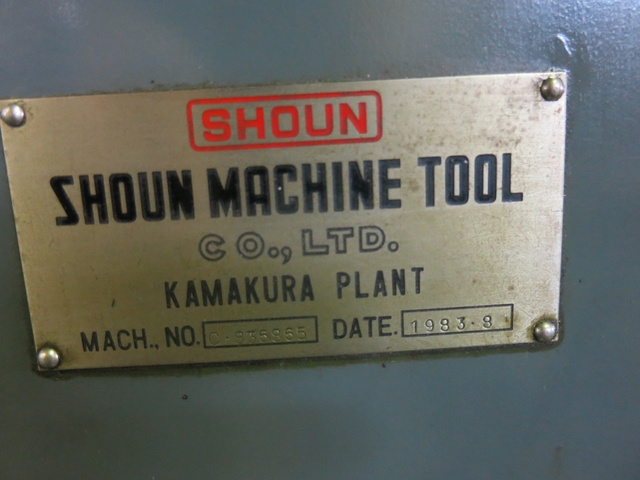 SHOUN
SHOUN MACHINE TOOL
CO., LTD.
KAMAKURA PLANT
MACH., NO. DATE. 1983.8